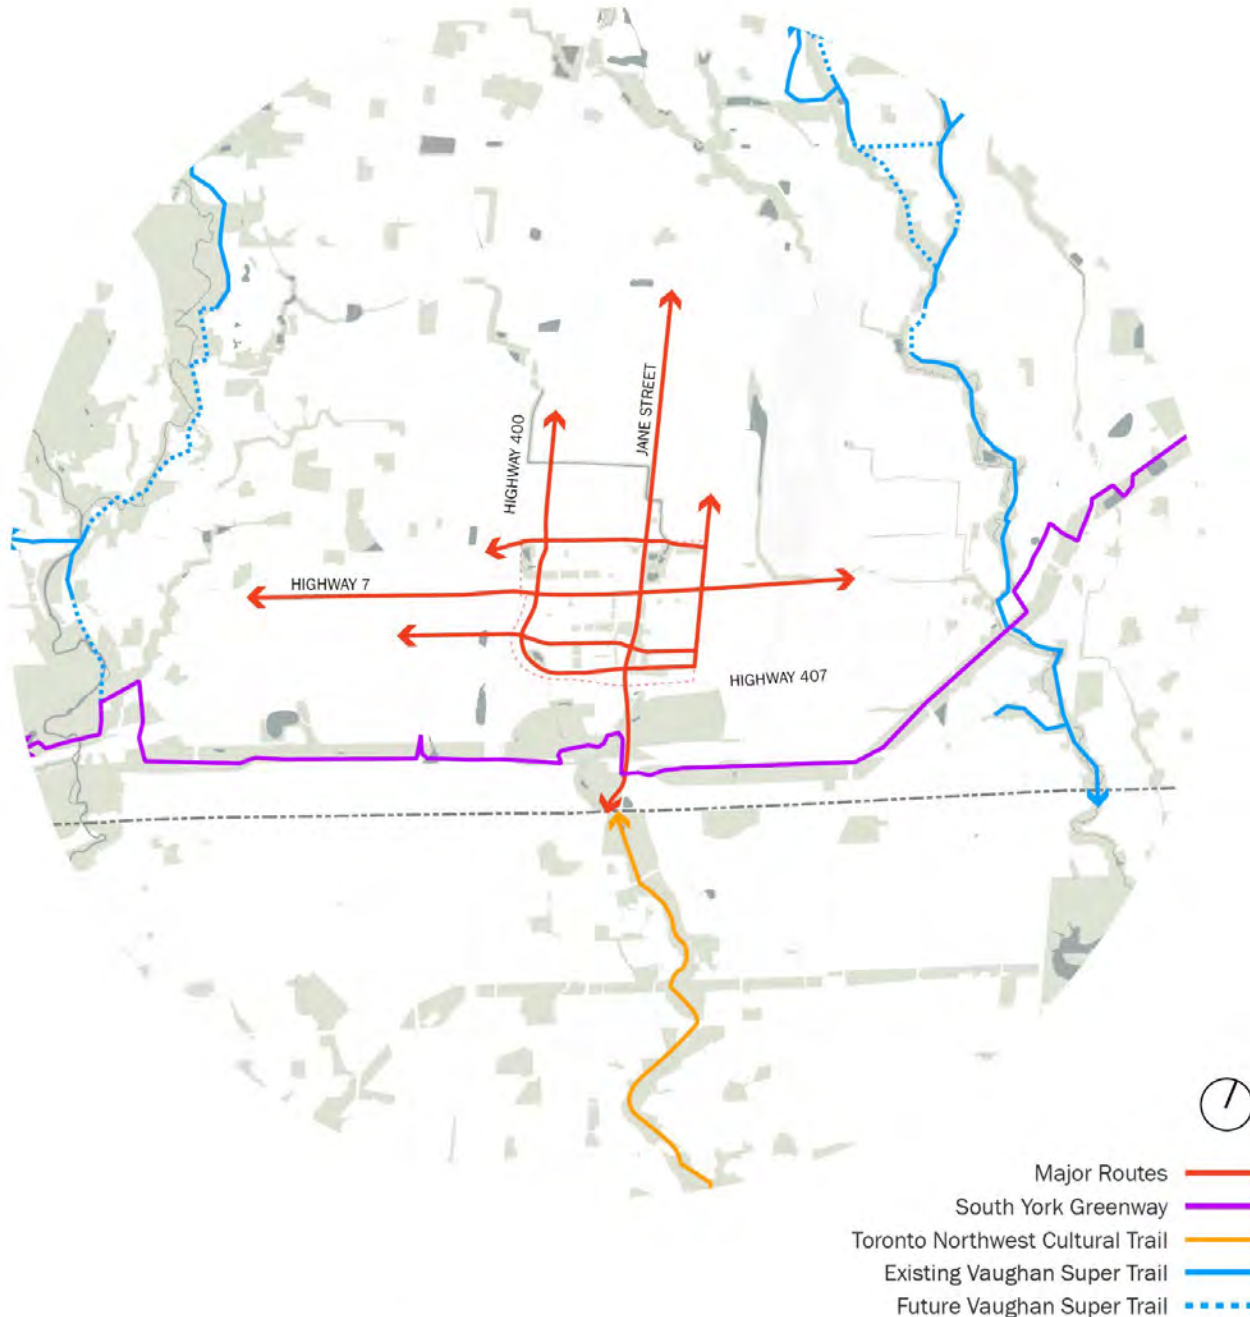 JANE STREET
HIGHWAY 400
HIGHWAY 7
HIGHWAY 407
Major Routes
South York Greenway
Toronto Northwest Cultural Trail
Existing Vaughan Super Trail
Future Vaughan Super Trail